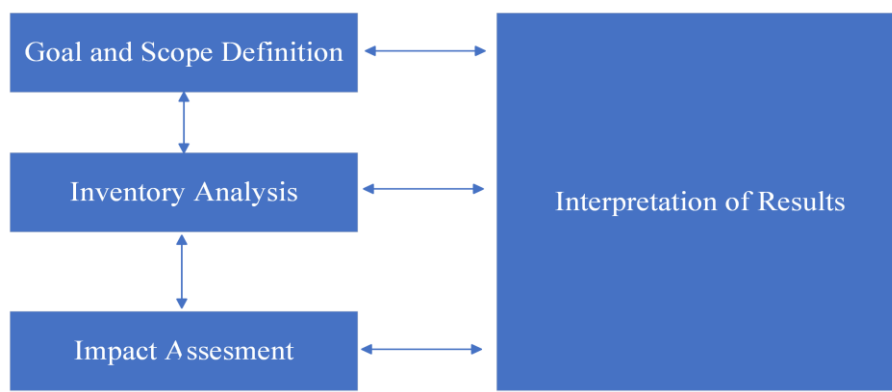 Goal and Scope Definition
Inventory Analysis
Interpretation of Results
Impact Assesment